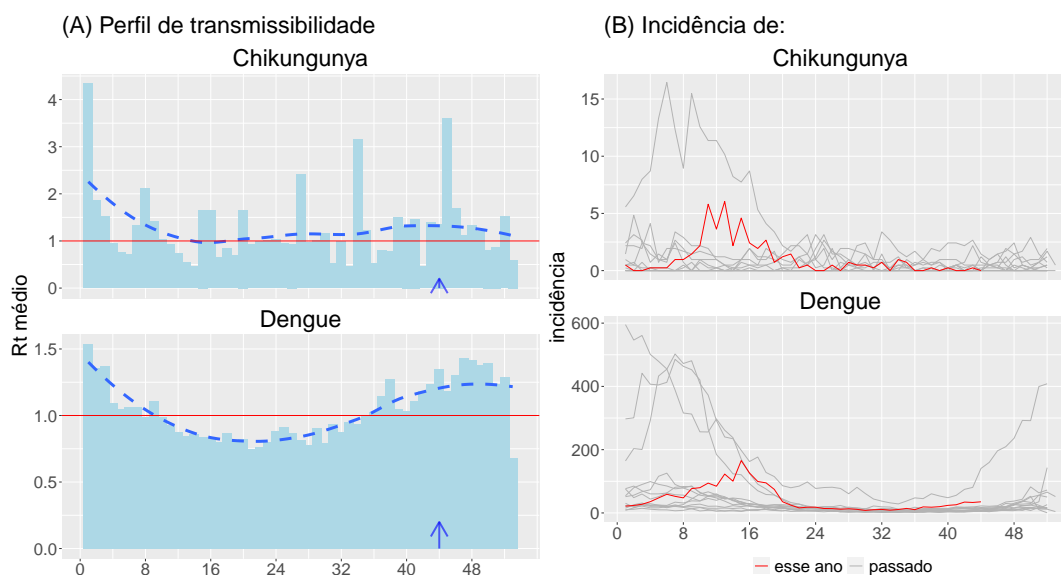 (A) Perfil de transmissibilidade
Chikungunya
4
3
2
1
0
Dengue
1.5
1.0
0.5
0.0
Rt médio
0 8 16 24 32 40 48
(B) Incidência de:
Chikungunya
15
10
5
0
Dengue
600
400
200
0
incidência
0 8 16 24 32 40 48
esse ano passado